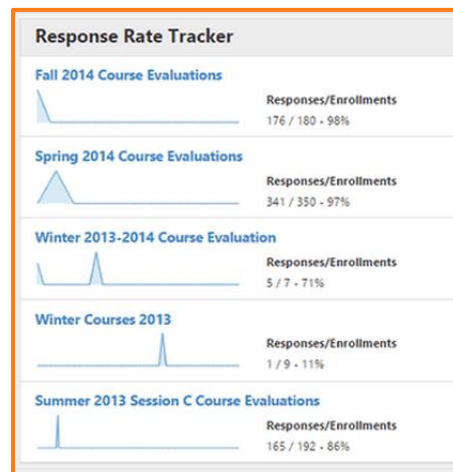 Response Rate Tracker
Fall 2014 Course Evaluations
Responses/Enrollments
176 / 180 - 98%
Spring 2014 Course Evaluations
Responses/Enrollments
341 / 350 - 97%
Winter 2013-2014 Course Evaluation
Responses/Enrollments
5 / 7 - 71%
Winter Courses 2013
Responses/Enrollments
1 / 9 - 11%
Summer 2013 Session C Course Evaluations
Responses/Enrollments
165 / 192 - 86%